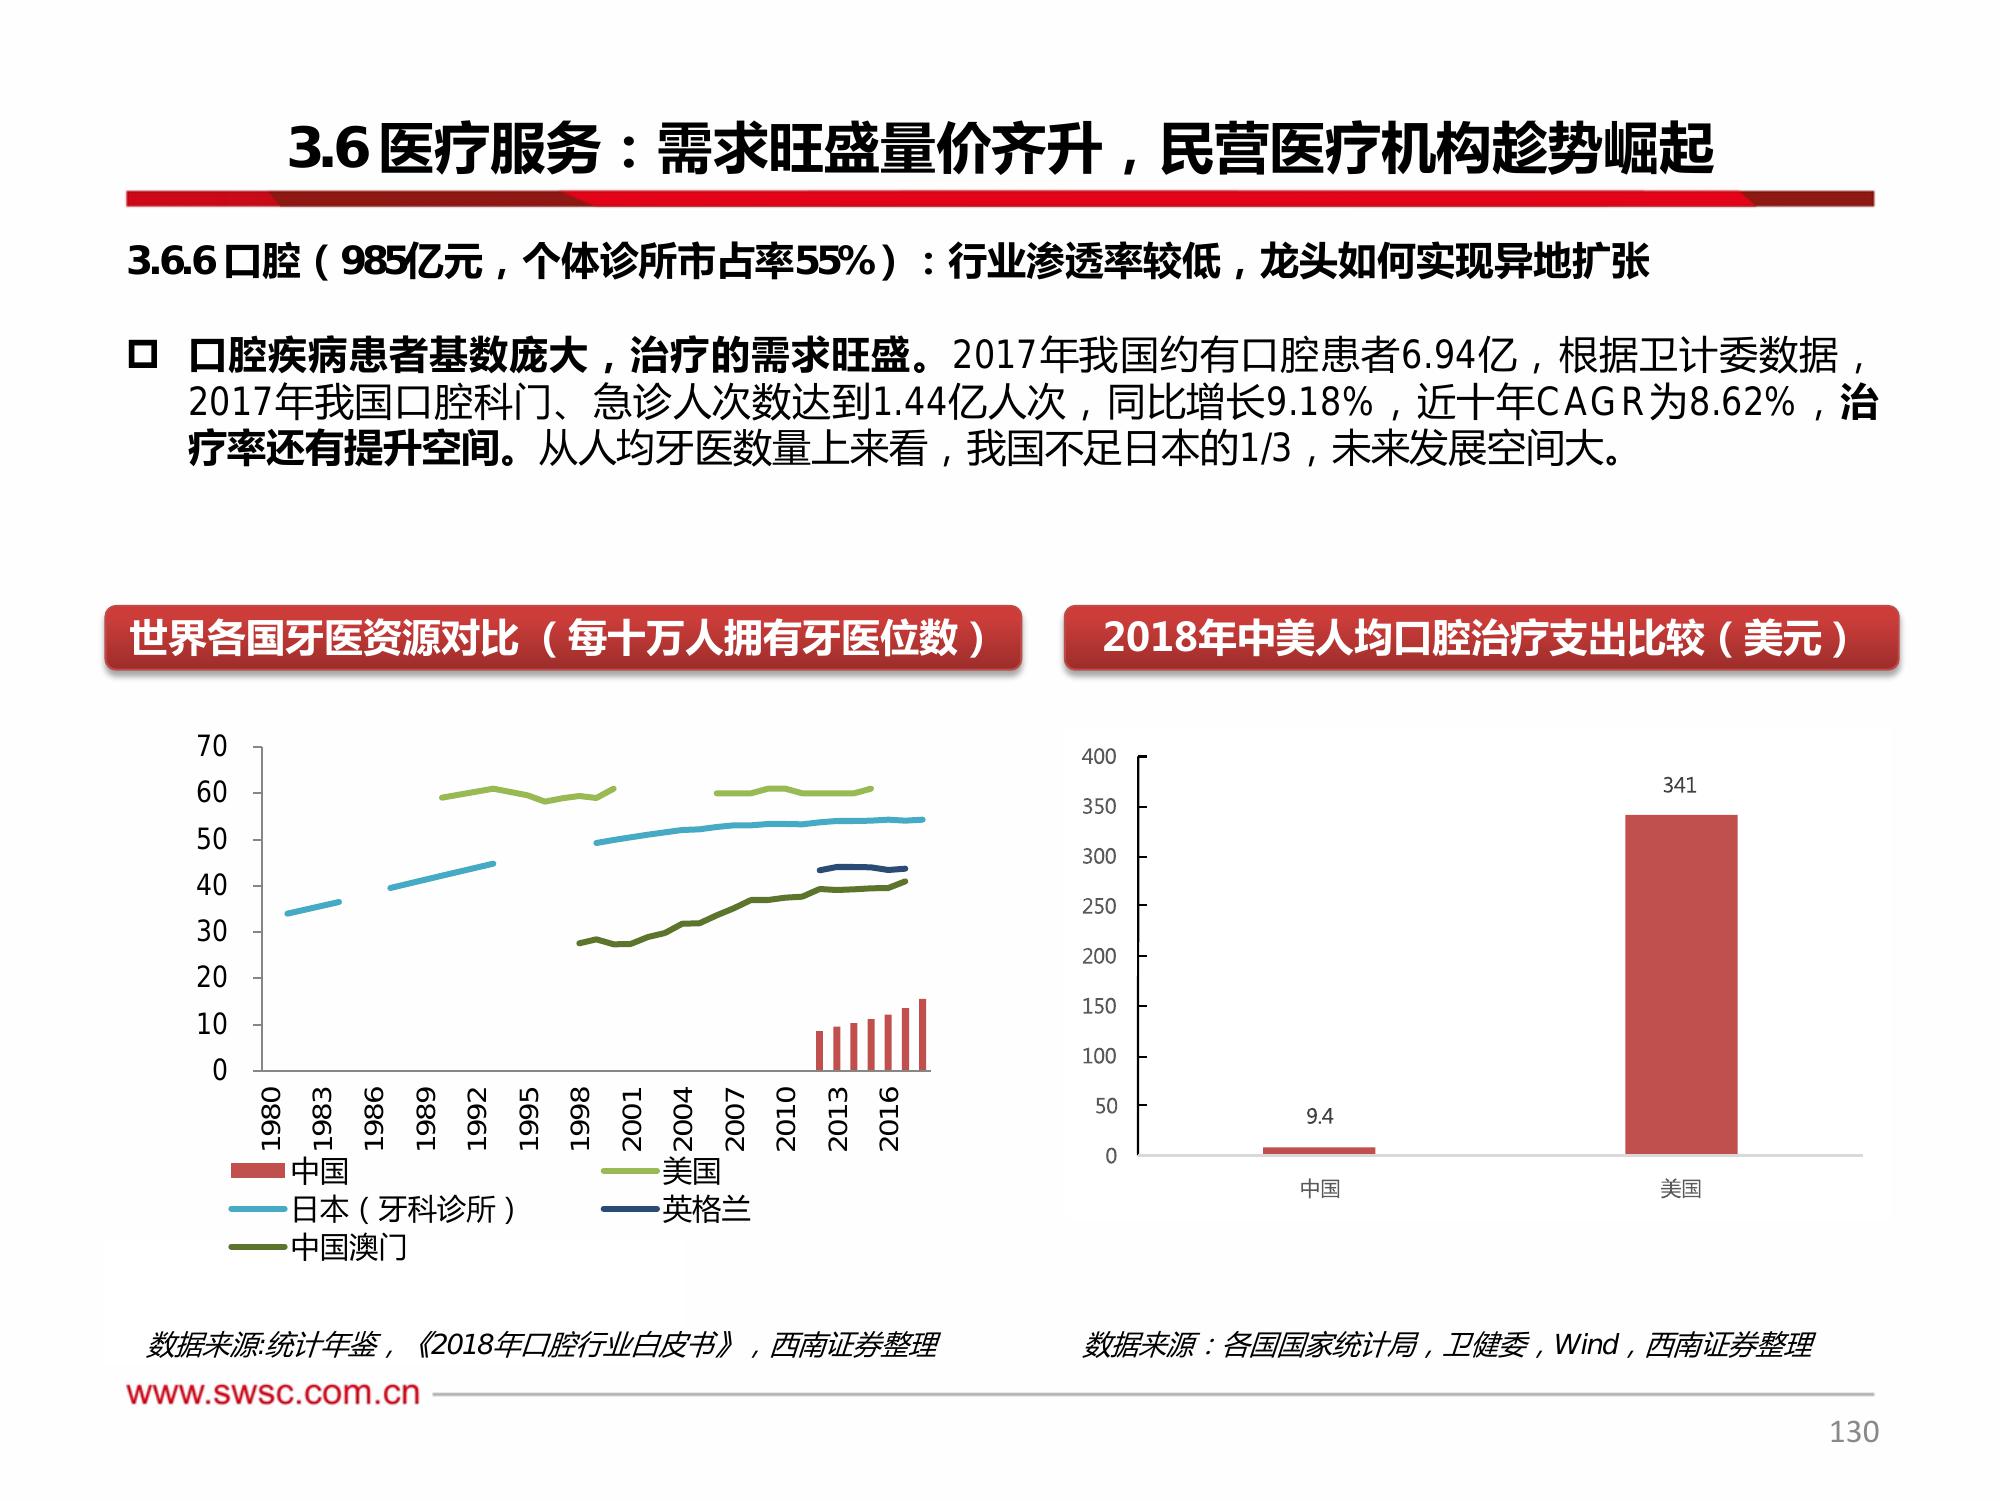 3.6 医疗服务：需求旺盛量价齐升，民营医疗机构趁势崛起
3.6.6 口腔（985亿元，个体诊所市占率55%）：行业渗透率较低，龙头如何实现异地扩张
口腔疾病患者基数庞大，治疗的需求旺盛。2017年我国约有口腔患者6.94亿，根据卫计委数据，
2017年我国口腔科门、急诊人次数达到1.44亿人次，同比增长9.18%，近十年CAGR为8.62%，治
疗率还有提升空间。从人均牙医数量上来看，我国不足日本的1/3，未来发展空间大。
世界各国牙医资源对比（每十万人拥有牙医位数）
70
60
50
40
30
20
10
0
1980 1983 1986 1989 1992 1995 1998 2001 2004 2007 2010 2013 2016
中国 美国
日本（牙科诊所） 英格兰
中国澳门
数据来源:统计年鉴，《2018年口腔行业白皮书》，西南证券整理
2018年中美人均口腔治疗支出比较（美元）
400
350
300
250
200
150
100
50
0
9.4
341
中国 美国
数据来源：各国国家统计局，卫健委，Wind，西南证券整理
www.swsc.com.cn
130